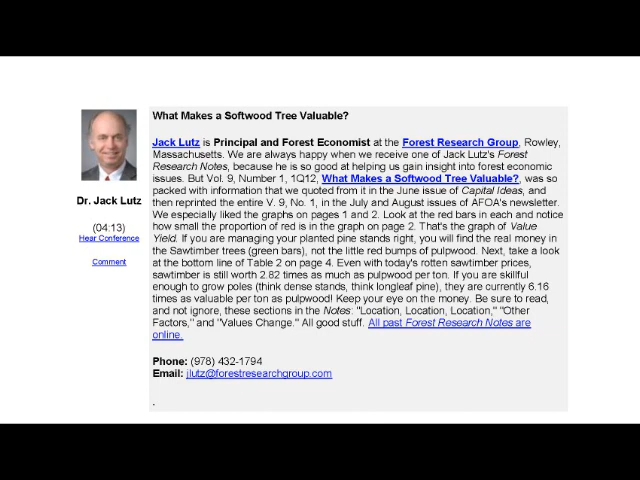 What Makes a Softwood Tree Valuable?
Jack Lutz is Principal and Forest Economist at the Forest Research Group, Rowley,
Massachusetts. We are always happy when we receive one of Jack Lutz's Forest
Research Notes, because he is so good at helping us gain insight into forest economic
issues. But Vol. 9, Number 1, 1Q12, What Makes a Softwood Tree Valuable?, was so
packed with information that we quoted from it in the June issue of Capital Ideas, and
then reprinted the entire V. 9, No. 1, in the July and August issues of AFOA's newsletter.
We especially liked the graphs on pages 1 and 2. Look at the red bars in each and notice
how small the proportion of red is in the graph on page 2. That's the graph of Value
Yield. If you are managing your planted pine stands right, you will find the real money in
the Sawtimber trees (green bars), not the little red bumps of pulpwood. Next, take a look
at the bottom line of Table 2 on page 4. Even with today's rotten sawtimber prices,
sawtimber is still worth 2.82 times as much as pulpwood per ton. If you are skillful
enough to grow poles (think dense stands, think longleaf pine), they are currently 6.16
times as valuable per ton as pulpwood! Keep your eye on the money. Be sure to read,
and not ignore, these sections in the Notes: "Location, Location, Location," "Other
Factors," and "Values Change." All good stuff. All past Forest Research Notes are
online.
Phone: (978) 432-1794
Email: jlutz@forestresearchgroup.com
.
Dr. Jack Lutz
(04:13)
Hear Conference
Comment